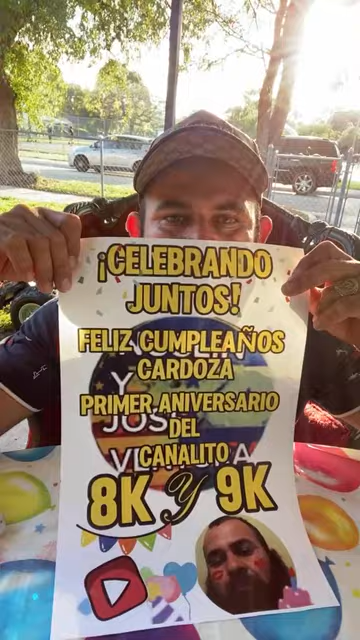 ¡CELEBRANDO
JUNTOS!
FELIZ CUMPLEAÑOS
CARDOZA
PRIMER ANIVERSARIO
DEL
CANALITO
8K y 9K